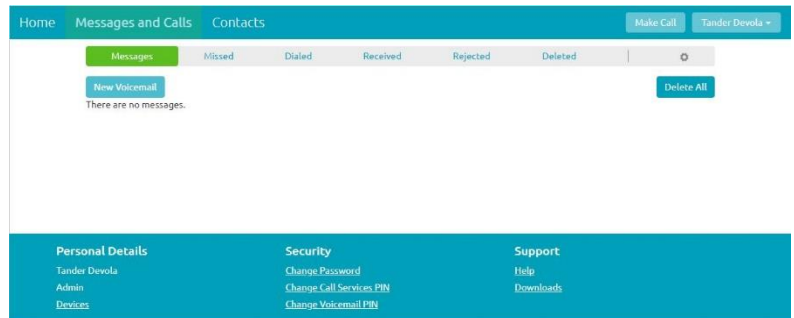 Home Messages and Calls Contacts Make Call Tander Devola
Messages Missed Dialed Received Rejected Deleted
New Voicemail Delete All
There are no messages.
Personal Details Security Support
Tander Devola Change Password Help
Admin Change Call Services PIN Downloads
Devices Change Voicemail PIN